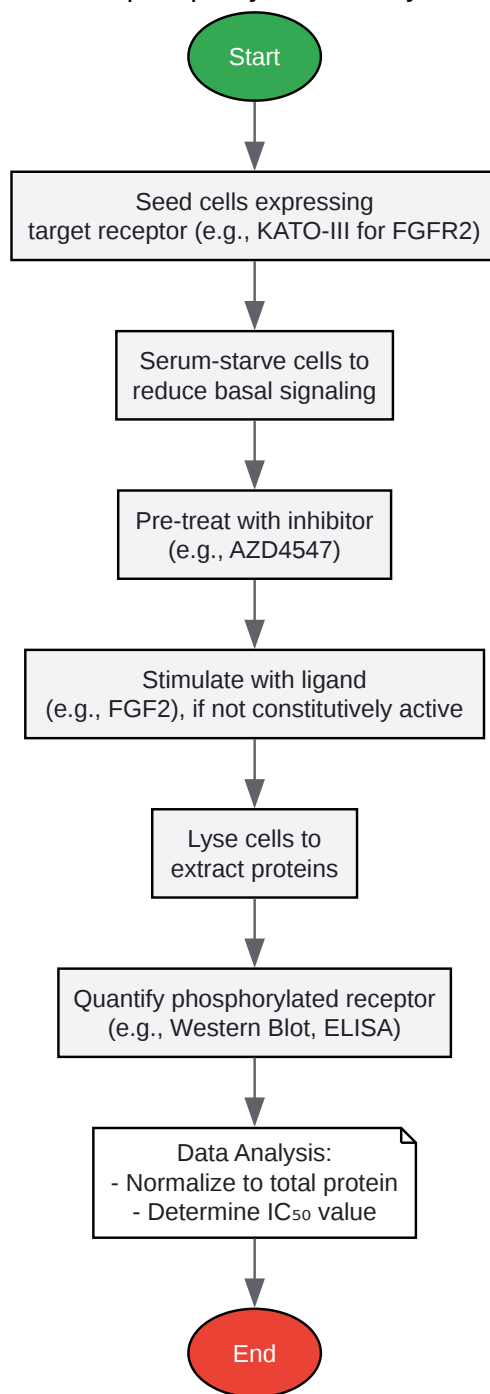 Start
Seed cells expressing
target receptor (e.g., KATO-III for FGFR2)
Serum-starve cells to
reduce basal signaling
Pre-treat with inhibitor
(e.g., AZD4547)
Stimulate with ligand
(e.g., FGF2), if not constitutively active
Lyse cells to
extract proteins
Quantify phosphorylated receptor
(e.g., Western Blot, ELISA)
Data Analysis:
- Normalize to total protein
- Determine IC₅₀ value
End